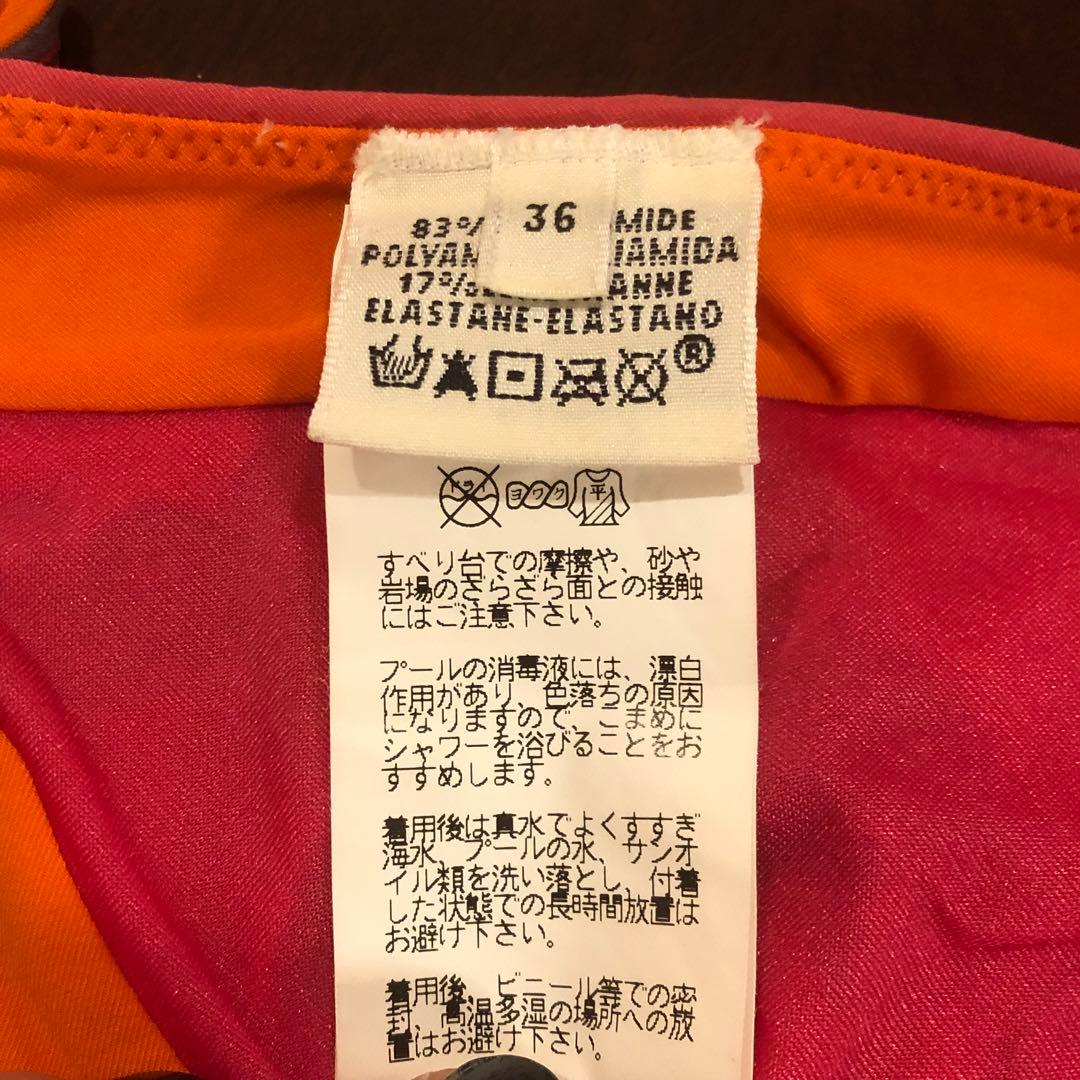 36
83% MIDE
POLYAM IAMIDA
17% ANNE
ELASTANE-ELASTANO
®
ドライ
ヨワク
平
すべり台での摩擦や、砂や
岩場のざらざら面との接触
にはご注意下さい。
プールの消毒液には、漂白
作用があり、色落ちの原因
になりますので、こまめに
シャワーを浴びることをお
すすめします。
着用後は真水でよくすすぎ
海水、プールの水、サンオ
イル類を洗い落とし、付着
した状態での長時間放置は
お避け下さい。
着用後、ビニール等での密
封、高温多湿の場所への放
置はお避け下さい。